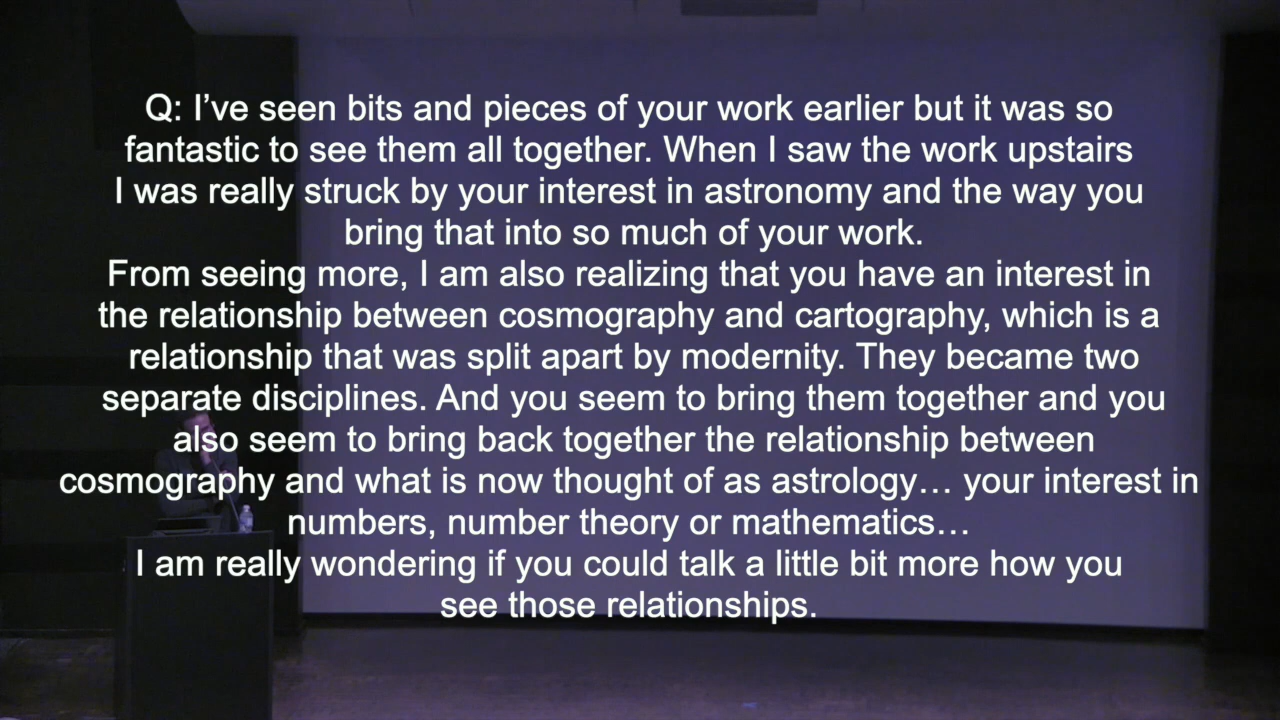 Q: I’ve seen bits and pieces of your work earlier but it was so
fantastic to see them all together. When I saw the work upstairs
I was really struck by your interest in astronomy and the way you
bring that into so much of your work.
From seeing more, I am also realizing that you have an interest in
the relationship between cosmography and cartography, which is a
relationship that was split apart by modernity. They became two
separate disciplines. And you seem to bring them together and you
also seem to bring back together the relationship between
cosmography and what is now thought of as astrology… your interest in
numbers, number theory or mathematics…
I am really wondering if you could talk a little bit more how you
see those relationships.